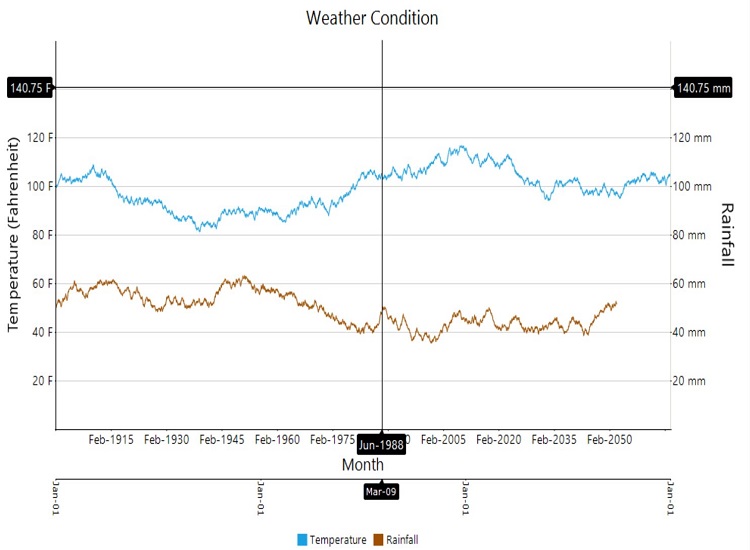 Weather Condition
140.75 F
140.75 mm
120 F
120 mm
100 F
100 mm
80 F
80 mm
60 F
60 mm
40 F
40 mm
20 F
20 mm
Temperature (Fahrenheit)
Rainfall
Feb-1915 Feb-1930 Feb-1945 Feb-1960 Feb-1975 Jun-1988 Feb-2005 Feb-2020 Feb-2035 Feb-2050
Month
Jan-01 Jan-01 Mar-09 Jan-01 Jan-01
Temperature Rainfall